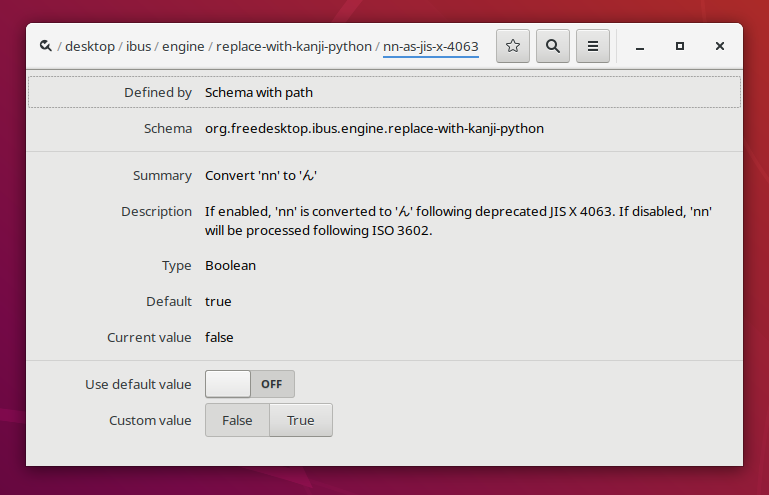 / desktop / ibus / engine / replace-with-kanji-python / nn-as-jis-x-4063
Defined by Schema with path
Schema org.freedesktop.ibus.engine.replace-with-kanji-python
Summary Convert 'nn' to 'ん'
Description If enabled, 'nn' is converted to 'ん' following deprecated JIS X 4063. If disabled, 'nn'
will be processed following ISO 3602.
Type Boolean
Default true
Current value false
Use default value OFF
Custom value False True